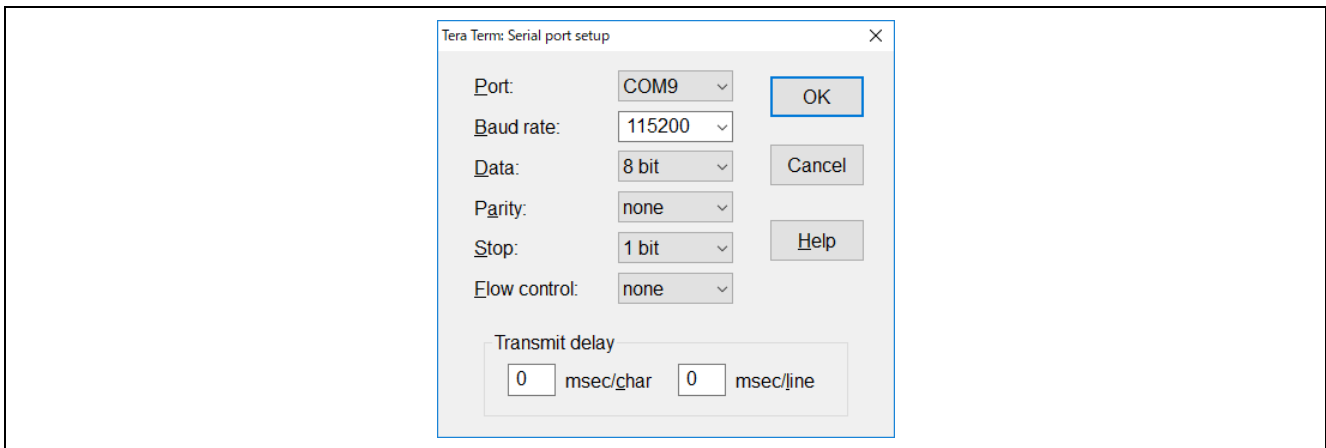 Tera Term: Serial port setup
Port: COM9 OK
Baud rate: 115200
Data: 8 bit Cancel
Parity: none
Stop: 1 bit Help
Flow control: none
Transmit delay
0 msec/char 0 msec/line